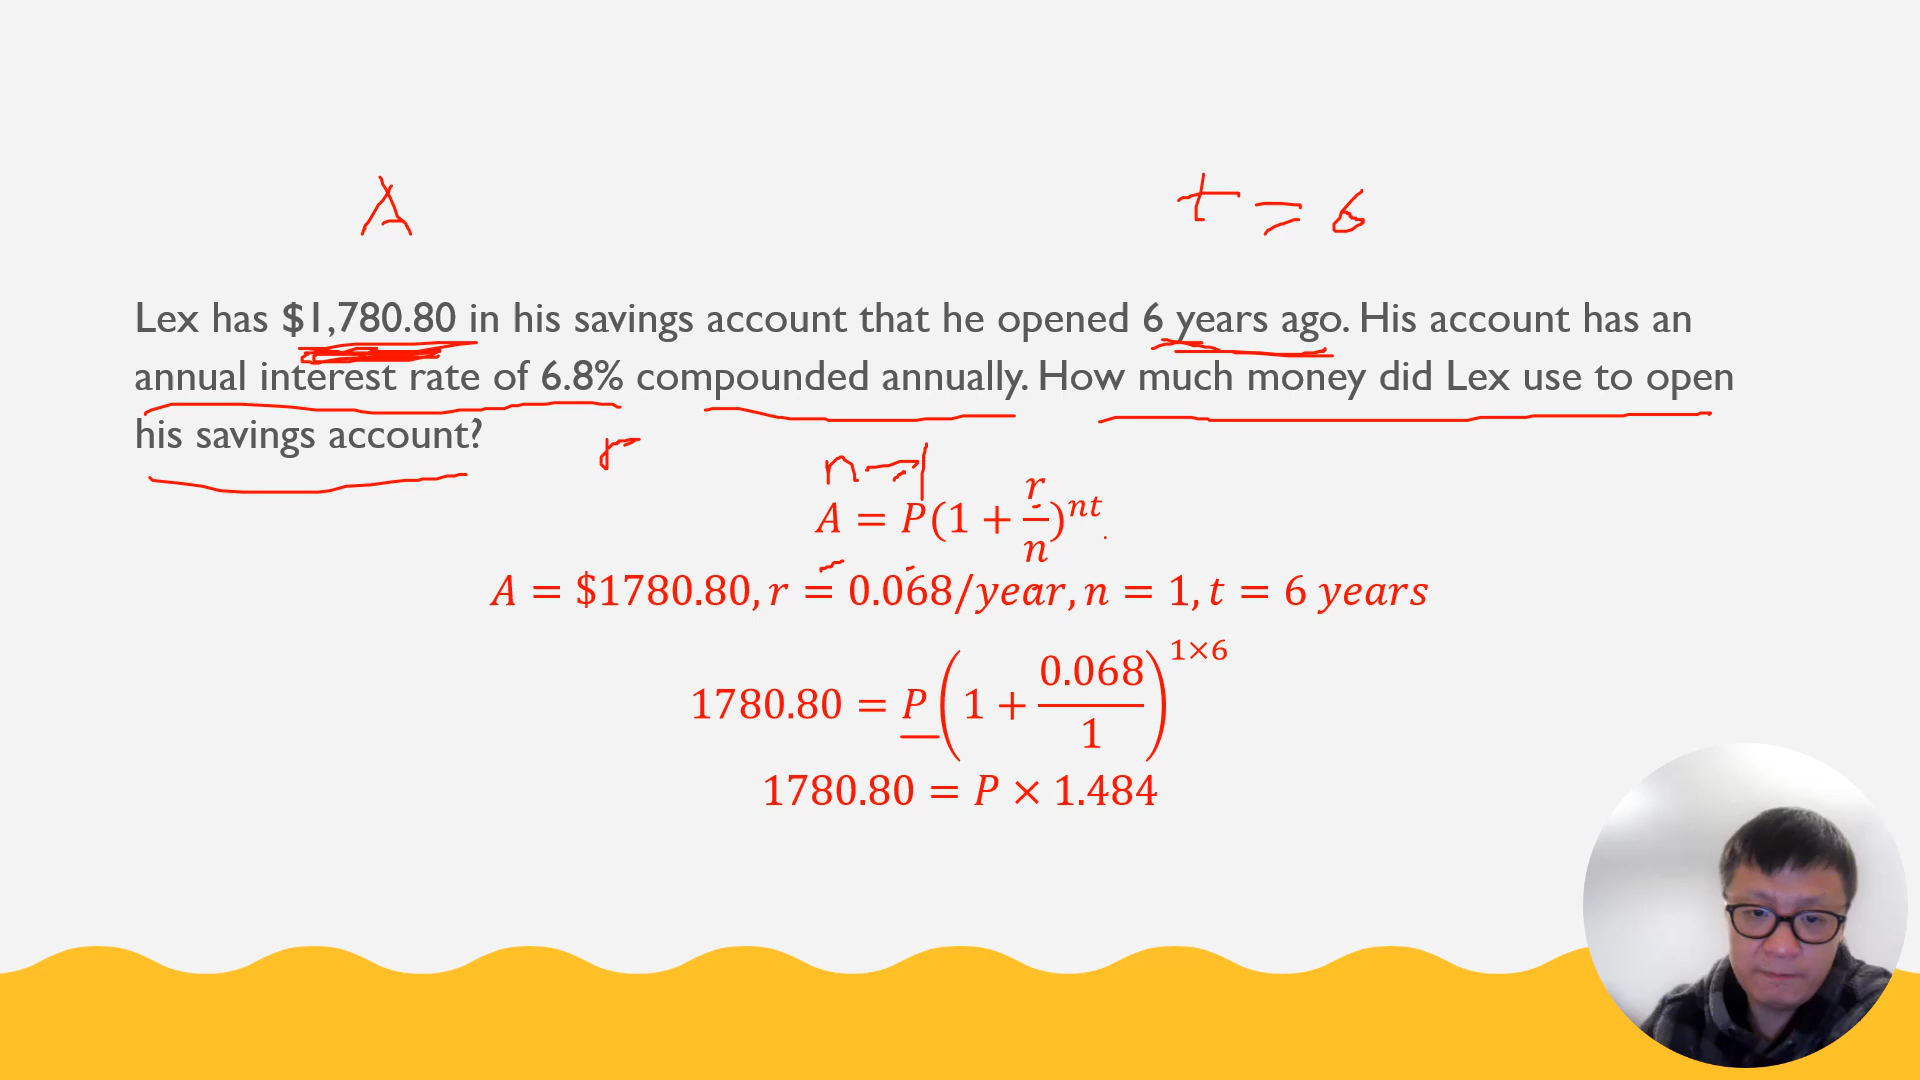 A
t = 6
Lex has $1,780.80 in his savings account that he opened 6 years ago. His account has an
annual interest rate of 6.8% compounded annually. How much money did Lex use to open
his savings account?
r
n → 1
A = P(1 + r/n)^nt
A = $1780.80, r = 0.068/year, n = 1, t = 6 years
1780.80 = P(1 + 0.068/1)^1×6
1780.80 = P × 1.484